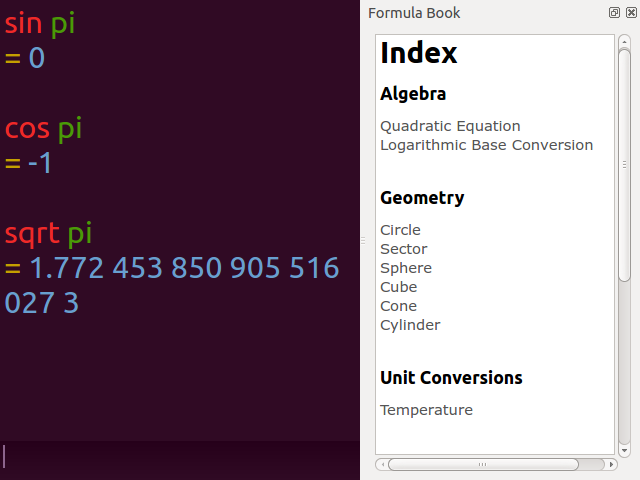 sin pi
= 0
cos pi
= -1
sqrt pi
= 1.772 453 850 905 516
027 3
Formula Book
Index
Algebra
Quadratic Equation
Logarithmic Base Conversion
Geometry
Circle
Sector
Sphere
Cube
Cone
Cylinder
Unit Conversions
Temperature